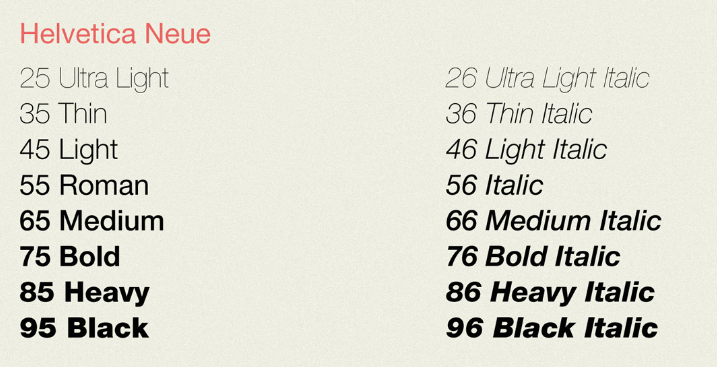 Helvetica Neue
25 Ultra Light
26 Ultra Light Italic
35 Thin
36 Thin Italic
45 Light
46 Light Italic
55 Roman
56 Italic
65 Medium
66 Medium Italic
75 Bold
76 Bold Italic
85 Heavy
86 Heavy Italic
95 Black
96 Black Italic